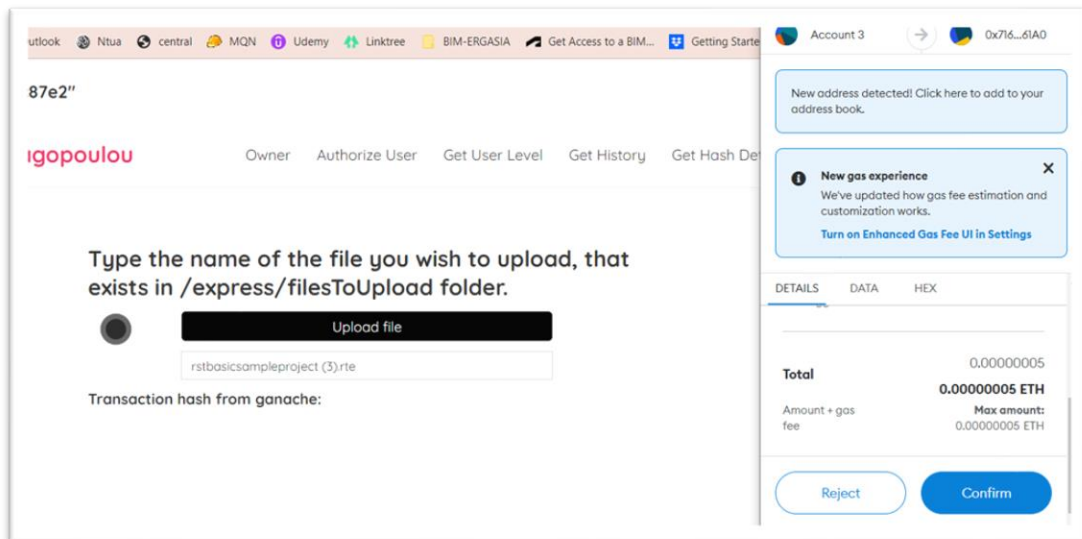 utlook Ntua central MQN Udemy Linktree BIM-ERGASIA Get Access to a BIM... Getting Starte
87e2"
igopoulou Owner Authorize User Get User Level Get History Get Hash De
Type the name of the file you wish to upload, that
exists in /express/filesToUpload folder.
Upload file
rstbasicsampleproject (3).rte
Transaction hash from ganache:
Account 3 0x716...61A0
New address detected! Click here to add to your
address book.
New gas experience
We've updated how gas fee estimation and
customization works.
Turn on Enhanced Gas Fee UI in Settings
DETAILS DATA HEX
0.00000005
Total
0.00000005 ETH
Amount + gas Max amount:
fee 0.00000005 ETH
Reject Confirm